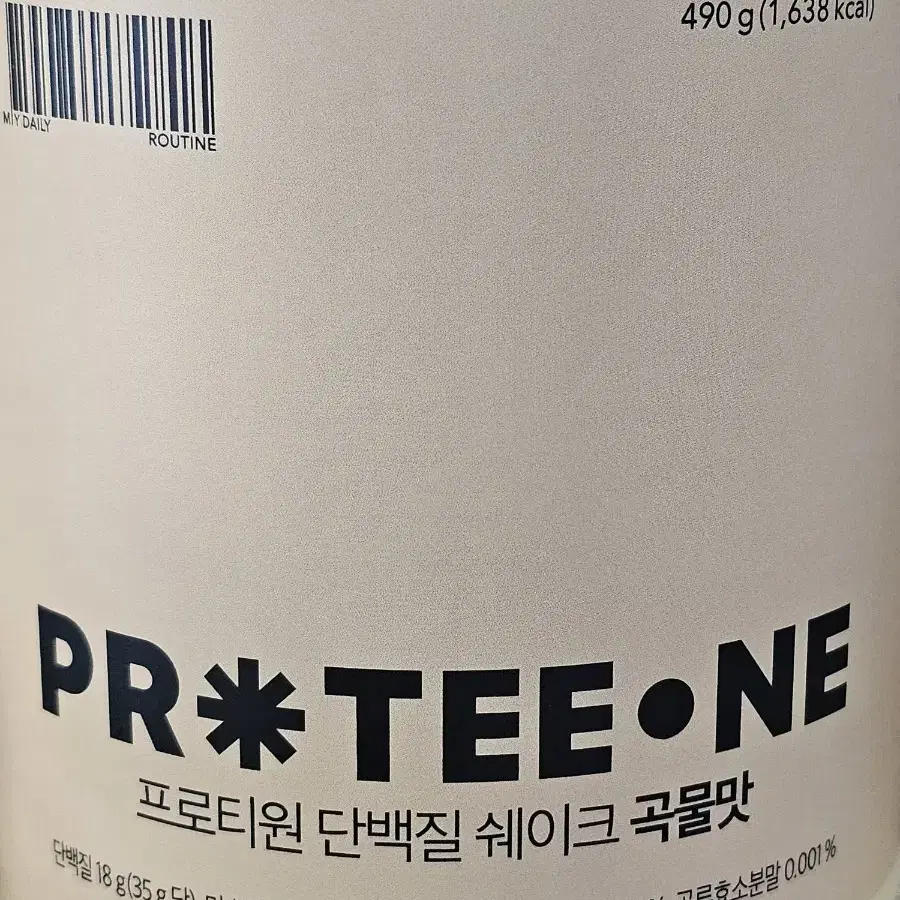 490 g (1,638 kcal)
MY DAILY
ROUTINE
PR*TEE•NE
프로티원 단백질 쉐이크 곡물맛
단백질 18 g(35 g 당), 곡류효소분말 0.001 %